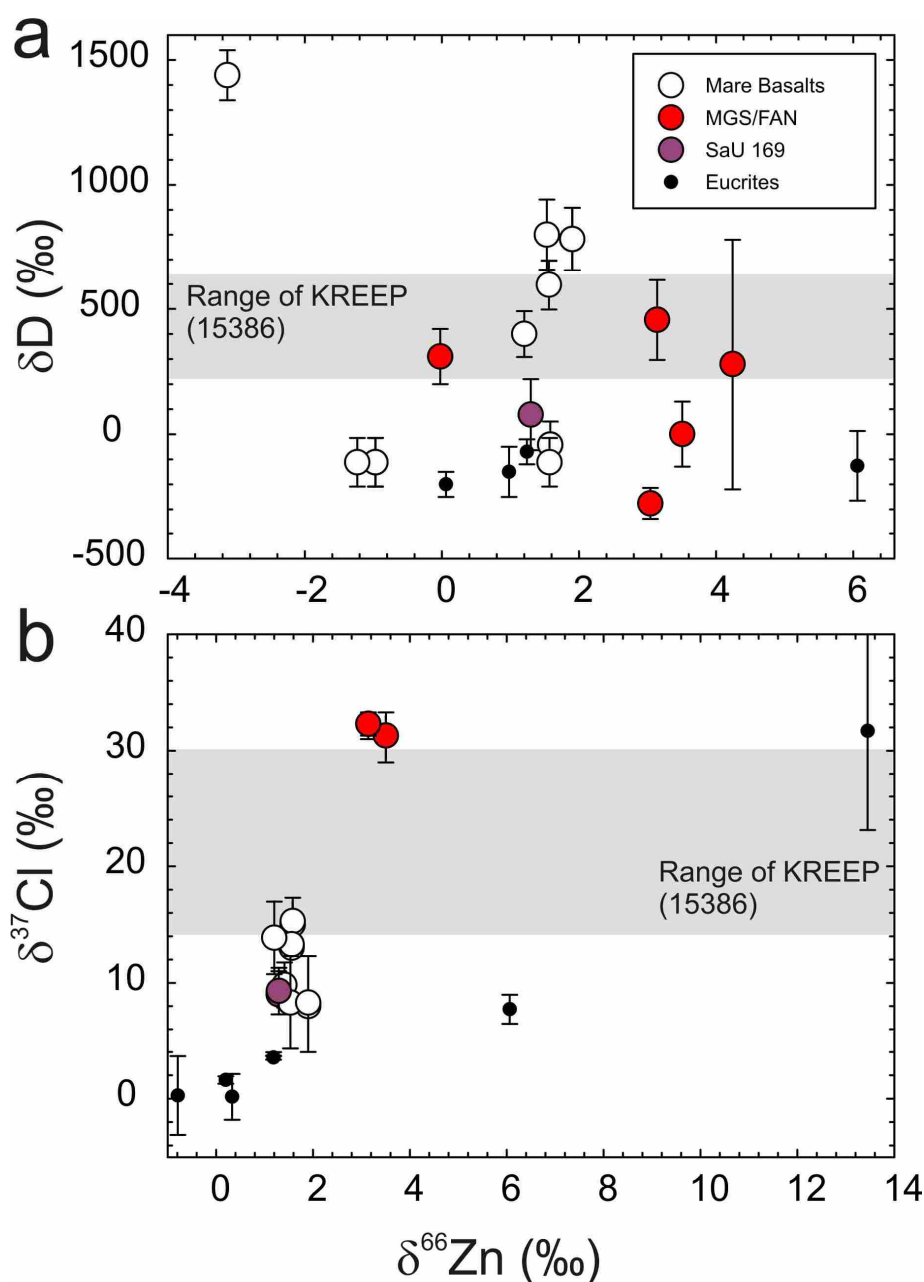 a
1500
1000
500
0
-500
δD (‰)
Mare Basalts
MGS/FAN
SaU 169
Eucrites
Range of KREEP
(15386)
-4 -2 0 2 4 6
b
40
30
20
10
0
δ³⁷Cl (‰)
Range of KREEP
(15386)
0 2 4 6 8 10 12 14
δ⁶⁶Zn (‰)